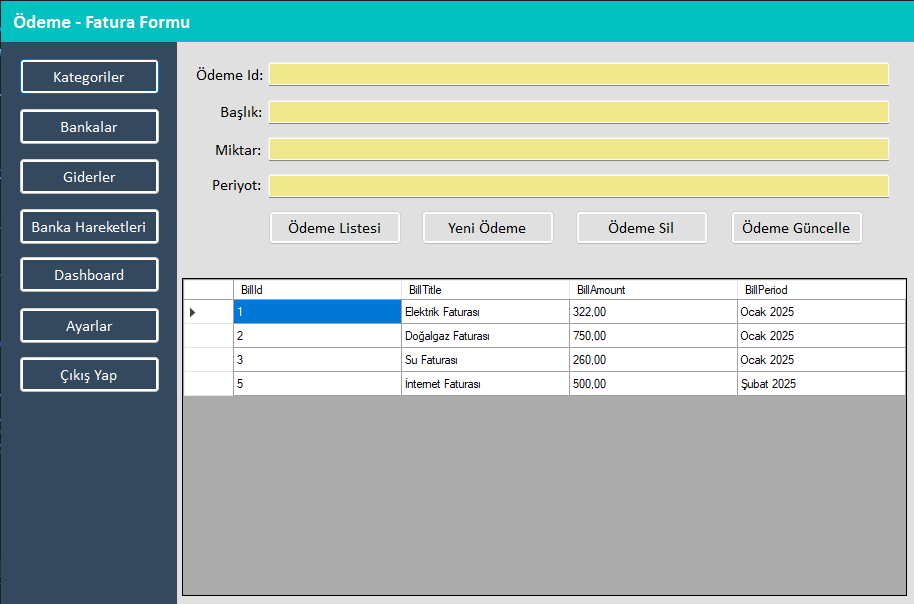 Ödeme - Fatura Formu
Kategoriler
Bankalar
Giderler
Banka Hareketleri
Dashboard
Ayarlar
Çıkış Yap
Ödeme Id:
Başlık:
Miktar:
Periyot:
Ödeme Listesi Yeni Ödeme Ödeme Sil Ödeme Güncelle
BillId BillTitle BillAmount BillPeriod
1 Elektrik Faturası 322,00 Ocak 2025
2 Doğalgaz Faturası 750,00 Ocak 2025
3 Su Faturası 260,00 Ocak 2025
5 İnternet Faturası 500,00 Şubat 2025